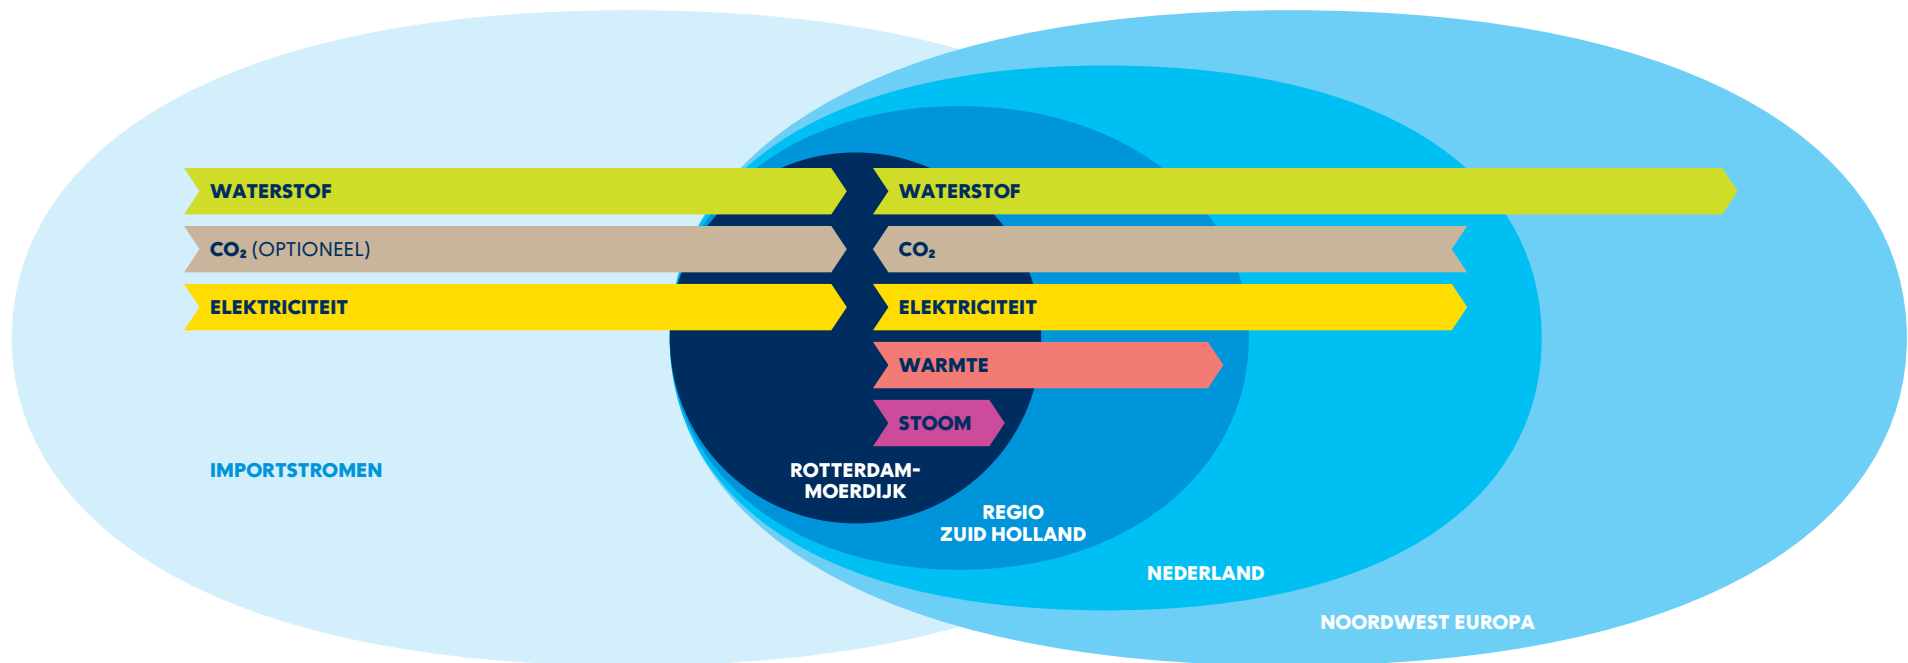 WATERSTOF
WATERSTOF
CO₂ (OPTIONEEL)
CO₂
ELEKTRICITEIT
ELEKTRICITEIT
WARMTE
STOOM
IMPORTSTROMEN
ROTTERDAM-
MOERDIJK
REGIO
ZUID HOLLAND
NEDERLAND
NOORDWEST EUROPA